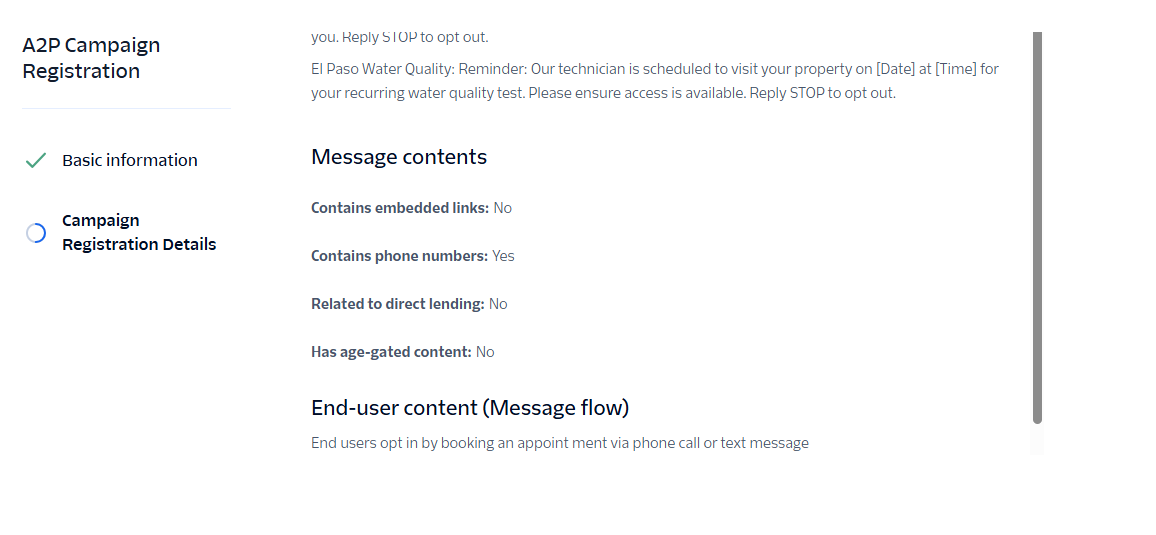 A2P Campaign
Registration
Basic information
Campaign
Registration Details
you. Reply STOP to opt out.
El Paso Water Quality: Reminder: Our technician is scheduled to visit your property on [Date] at [Time] for
your recurring water quality test. Please ensure access is available. Reply STOP to opt out.
Message contents
Contains embedded links: No
Contains phone numbers: Yes
Related to direct lending: No
Has age-gated content: No
End-user content (Message flow)
End users opt in by booking an appoint ment via phone call or text message